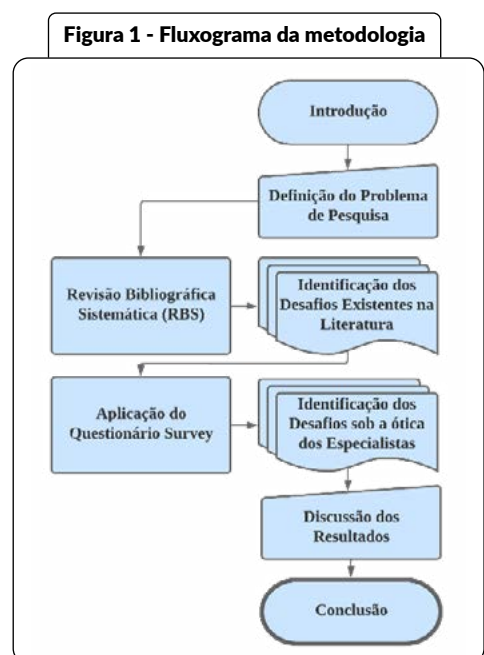 Figura 1 - Fluxograma da metodologia
Introdução
Definição do Problema
de Pesquisa
Revisão Bibliográfica
Sistemática (RBS)
Identificação dos
Desafios Existentes na
Literatura
Aplicação do
Questionário Survey
Identificação dos
Desafios sob a ótica
dos Especialistas
Discussão dos
Resultados
Conclusão